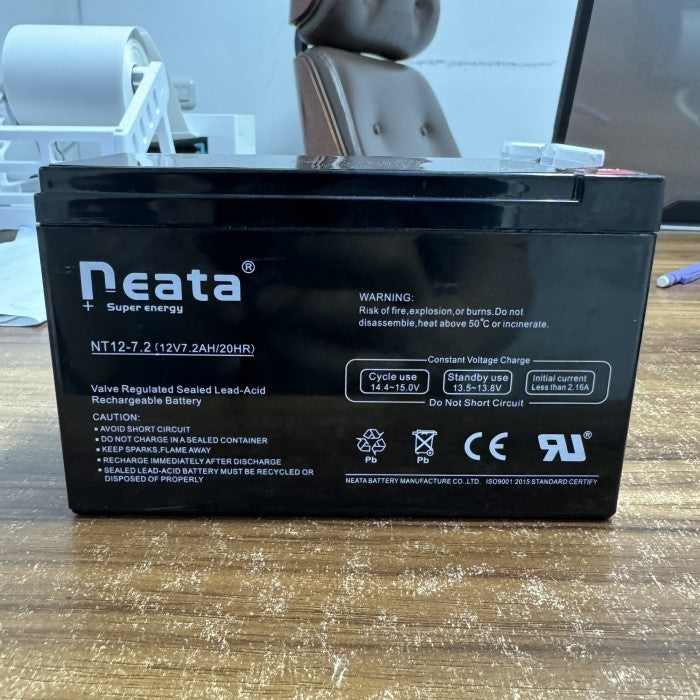 neata®
+ Super energy
NT12-7.2 (12V7.2AH/20HR)
Valve Regulated Sealed Lead-Acid
Rechargeable Battery
CAUTION:
• AVOID SHORT CIRCUIT
• DO NOT CHARGE IN A SEALED CONTAINER
• KEEP SPARKS,FLAME AWAY
• RECHARGE IMMEDIATELY AFTER DISCHARGE
• SEALED LEAD-ACID BATTERY MUST BE RECYCLED OR
DISPOSED OF PROPERLY
WARNING:
Risk of fire,explosion,or burns.Do not
disassemble,heat above 50°C or incinerate.
Constant Voltage Charge
Cycle use
14.4~15.0V
Standby use
13.5~13.8V
Initial current
Less than 2.16A
Do Not Short Circuit
Pb
Pb
CE
RU®
NEATA BATTERY MANUFACTURE CO.,LTD. ISO9001 2015 STANDARD CERTIFY